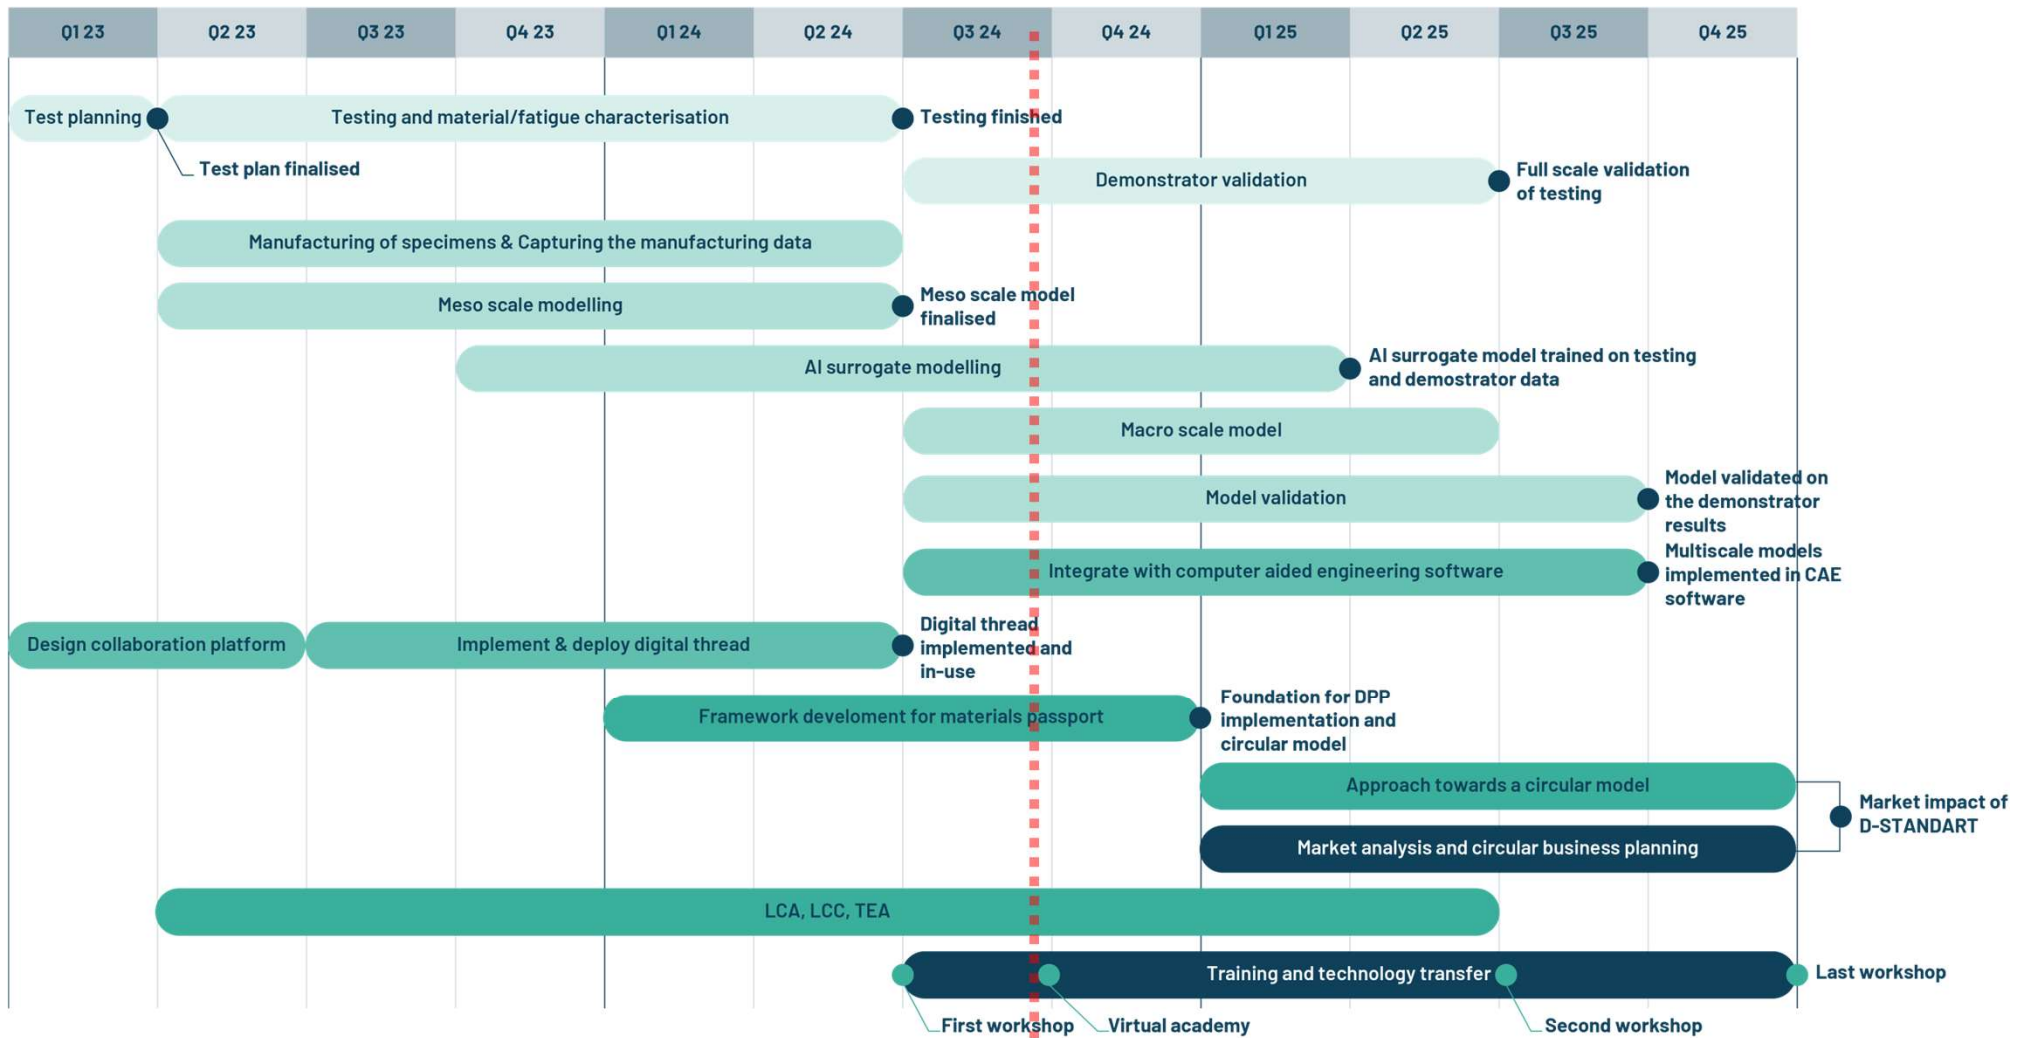 Q1 23 Q2 23 Q3 23 Q4 23 Q1 24 Q2 24 Q3 24 Q4 24 Q1 25 Q2 25 Q3 25 Q4 25
Test planning
Testing and material/fatigue characterisation
Testing finished
Test plan finalised
Demonstrator validation
Full scale validation
of testing
Manufacturing of specimens & Capturing the manufacturing data
Meso scale modelling
Meso scale model
finalised
AI surrogate modelling
AI surrogate model trained on testing
and demostrator data
Macro scale model
Model validation
Model validated on
the demonstrator
results
Integrate with computer aided engineering software
Multiscale models
implemented in CAE
software
Design collaboration platform
Implement & deploy digital thread
Digital thread
implemented and
in-use
Framework develoment for materials passport
Foundation for DPP
implementation and
circular model
Approach towards a circular model
Market analysis and circular business planning
Market impact of
D-STANDART
LCA, LCC, TEA
Training and technology transfer
Last workshop
First workshop
Virtual academy
Second workshop